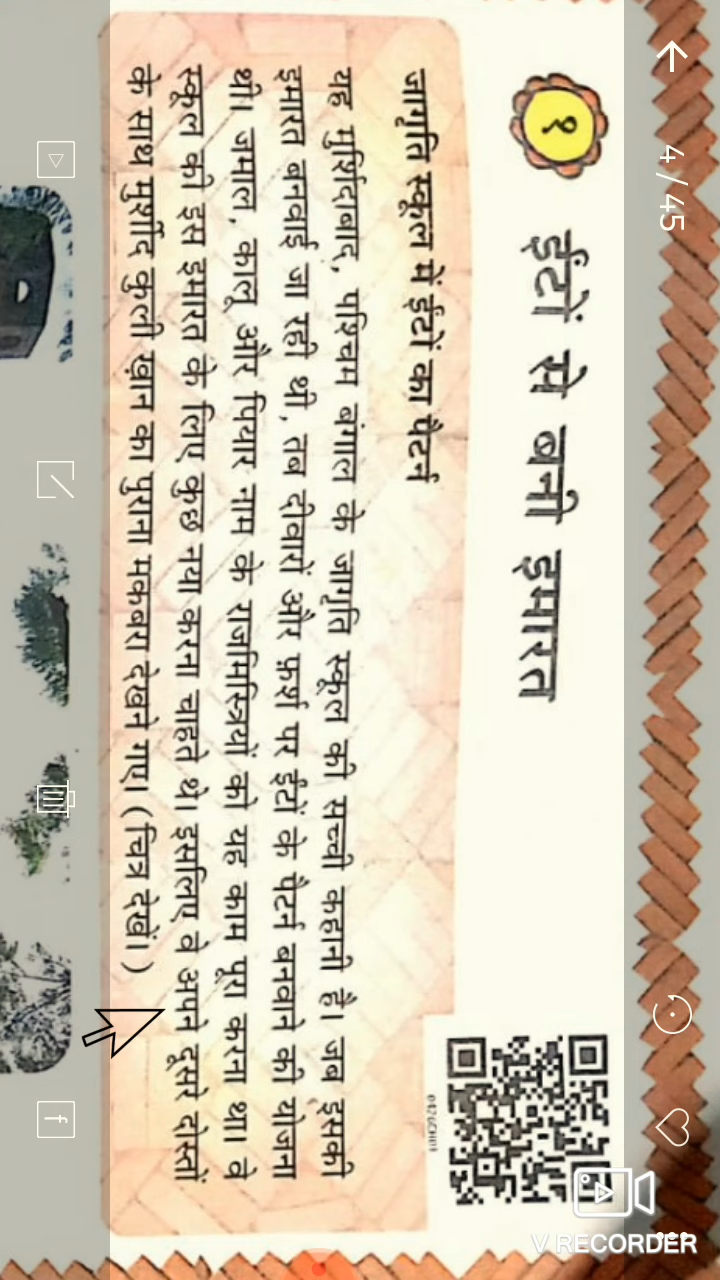 4 / 45
१
ईंटों से बनी इमारत
0426CH01
जागृति स्कूल में ईंटों का पैटर्न
यह मुर्शिदाबाद, पश्चिम बंगाल के जागृति स्कूल की सच्ची कहानी है। जब इसकी
इमारत बनवाई जा रही थी, तब दीवारों और फ़र्श पर ईंटों के पैटर्न बनवाने की योजना
थी। जमाल, कालू और पियार नाम के राजमिस्त्रियों को यह काम पूरा करना था। वे
स्कूल की इस इमारत के लिए कुछ नया करना चाहते थे। इसलिए वे अपने दूसरे दोस्तों
के साथ मुर्शीद कुली ख़ान का पुराना मकबरा देखने गए। (चित्र देखें।)
V RECORDER